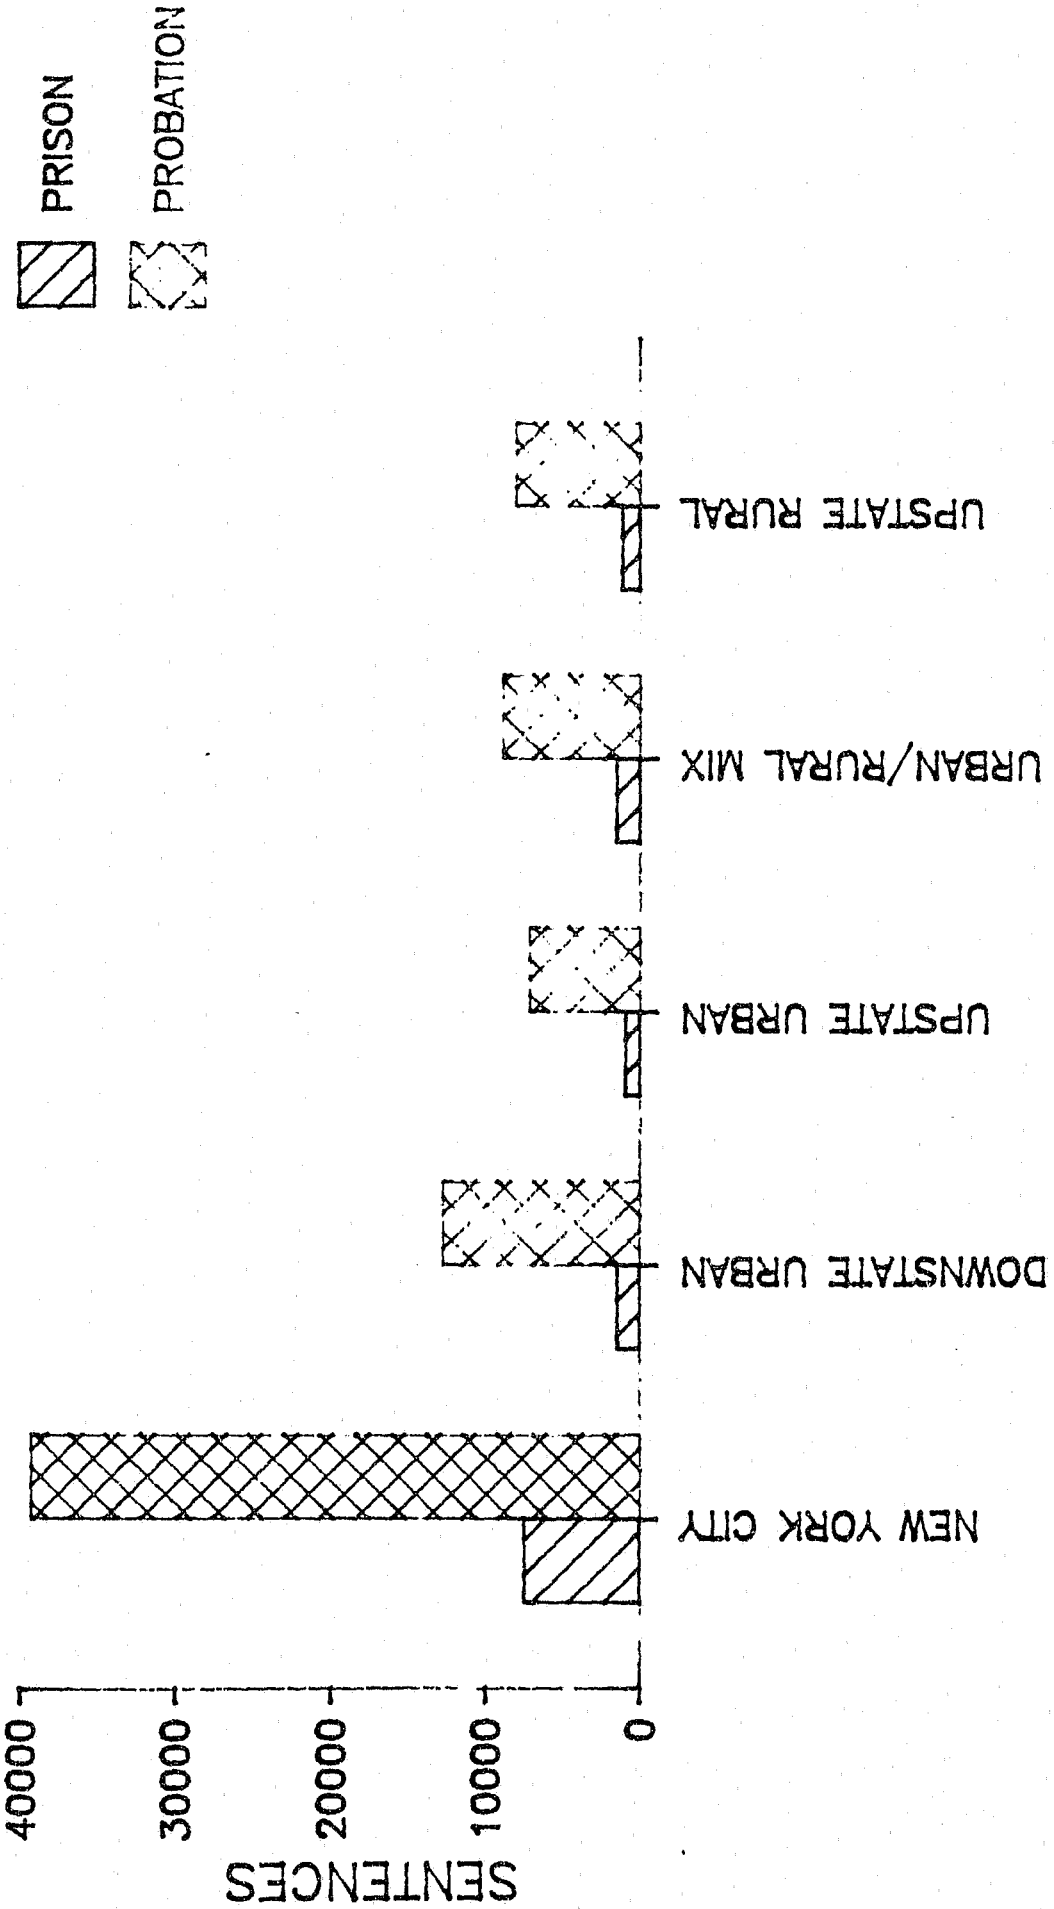 PRISON
PROBATION
SENTENCES
40000
30000
20000
10000
0
NEW YORK CITY
DOWNSTATE URBAN
UPSTATE URBAN
URBAN/RURAL MIX
UPSTATE RURAL